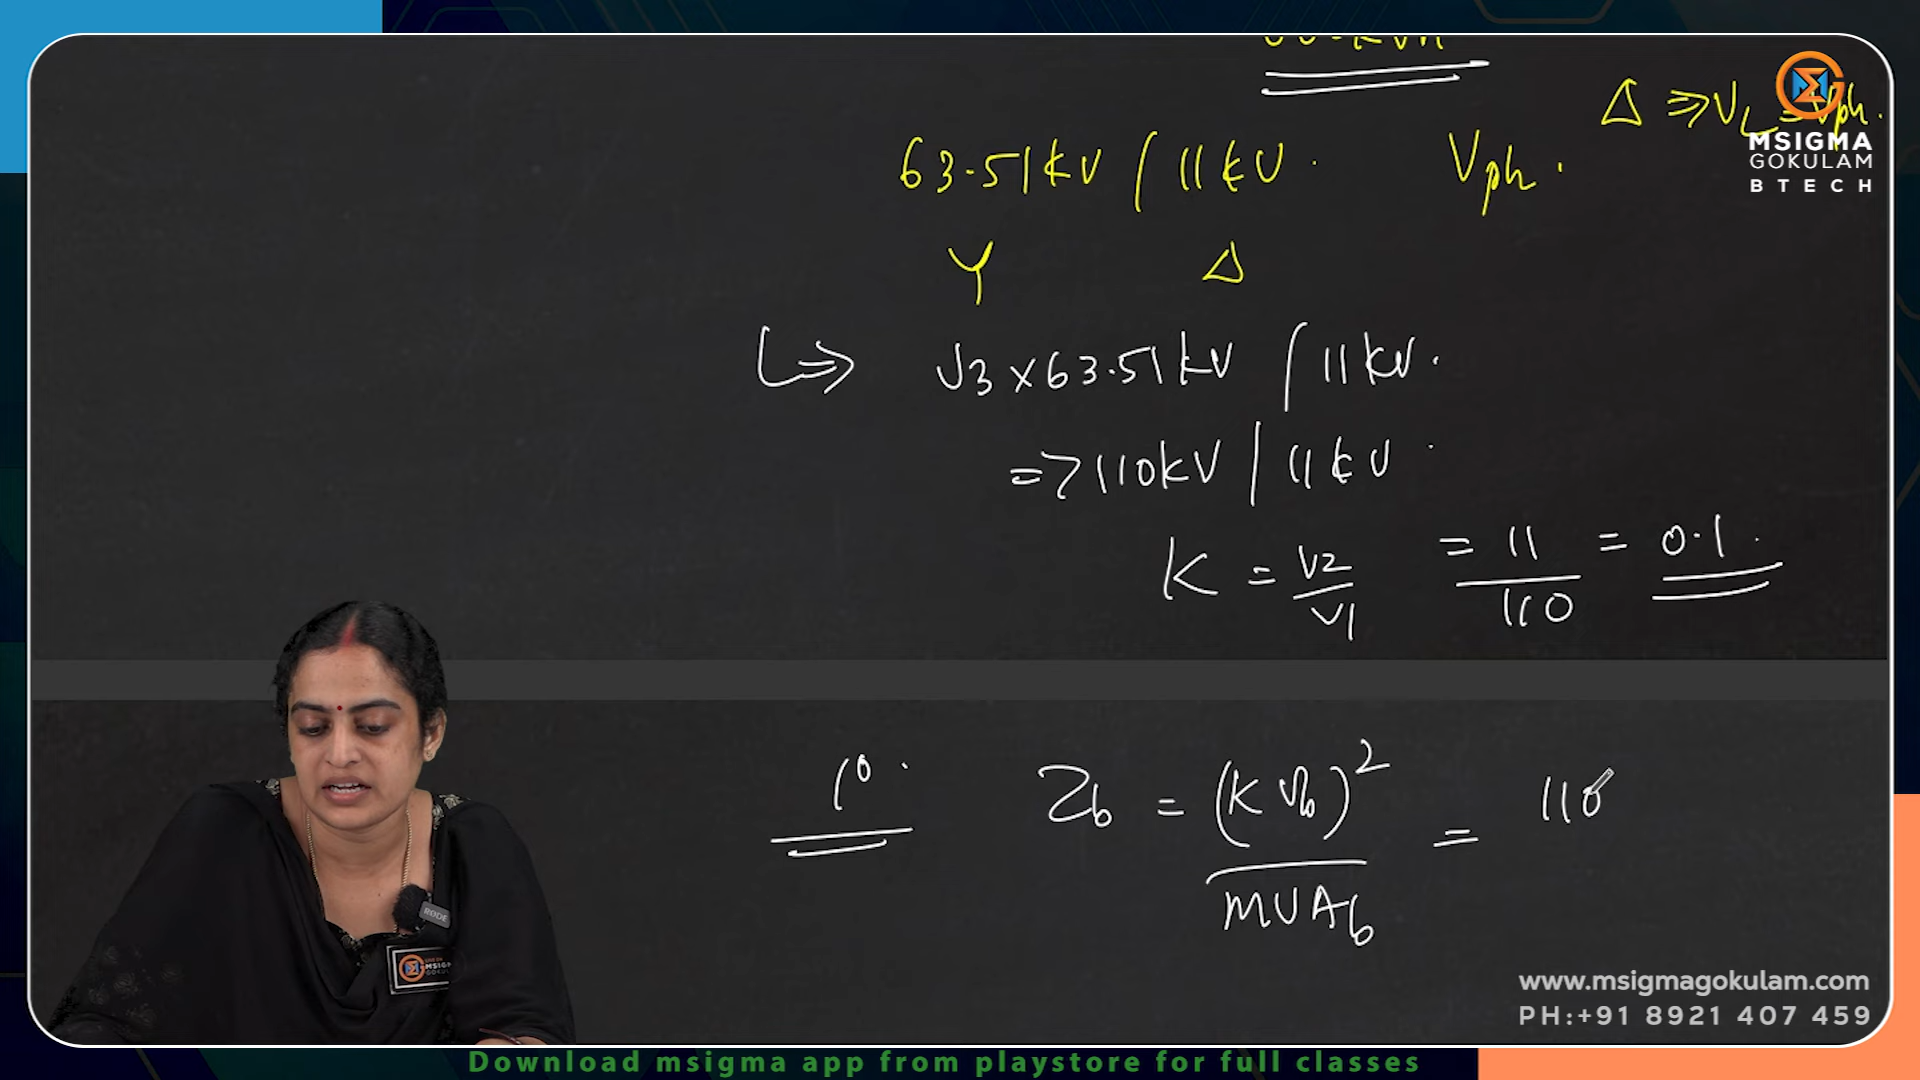 Δ ⇒ VL = Vph.
MSIGMA
GOKULAM
BTECH
63.51kV / 11kV . Vph.
Y Δ
↳⇒ √3 × 63.51kV / 11kV.
=> 110kV / 11kV .
K = V2/V1 = 11/110 = 0.1.
1⁰. Zb = (KVb)² / MVAb = 110
RODE
www.msigmagokulam.com
PH:+91 8921 407 459
Download msigma app from playstore for full classes